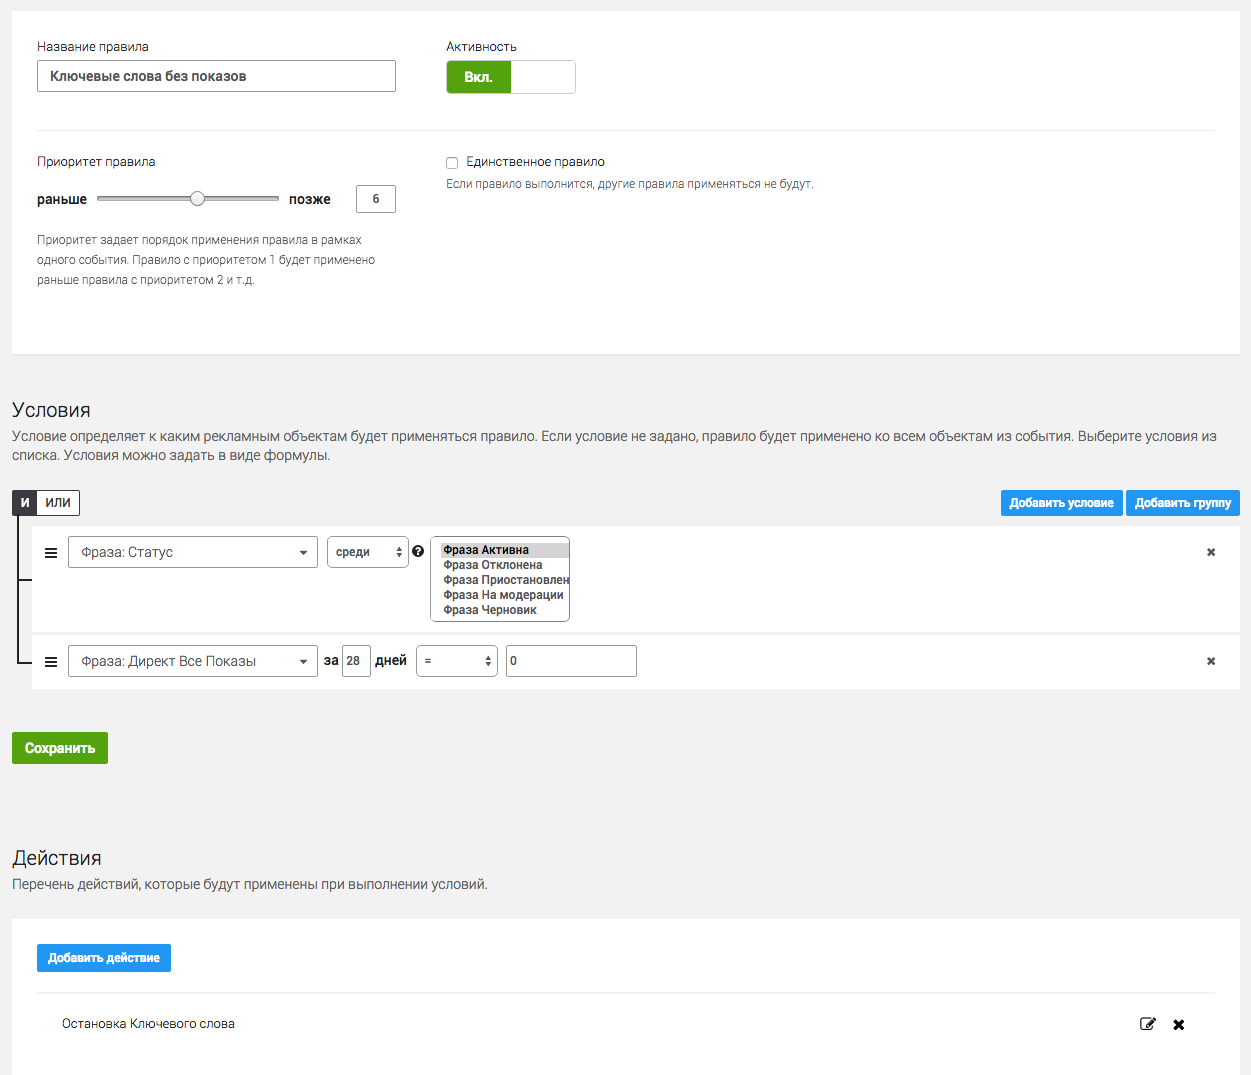 Название правила
Активность
Ключевые слова без показов
Вкл.
Приоритет правила
Единственное правило
Если правило выполнится, другие правила применяться не будут.
раньше
позже
6
Приоритет задает порядок применения правила в рамках
одного события. Правило с приоритетом 1 будет применено
раньше правила с приоритетом 2 и т.д.
Условия
Условие определяет к каким рекламным объектам будет применяться правило. Если условие не задано, правило будет применено ко всем объектам из события. Выберите условия из
списка. Условия можно задать в виде формулы.
И ИЛИ
Добавить условие
Добавить группу
Фраза: Статус
среди
?
Фраза Активна
Фраза Отклонена
Фраза Приостановлен
Фраза На модерации
Фраза Черновик
Фраза: Директ Все Показы
за 28 дней
=
0
Сохранить
Действия
Перечень действий, которые будут применены при выполнении условий.
Добавить действие
Остановка Ключевого слова